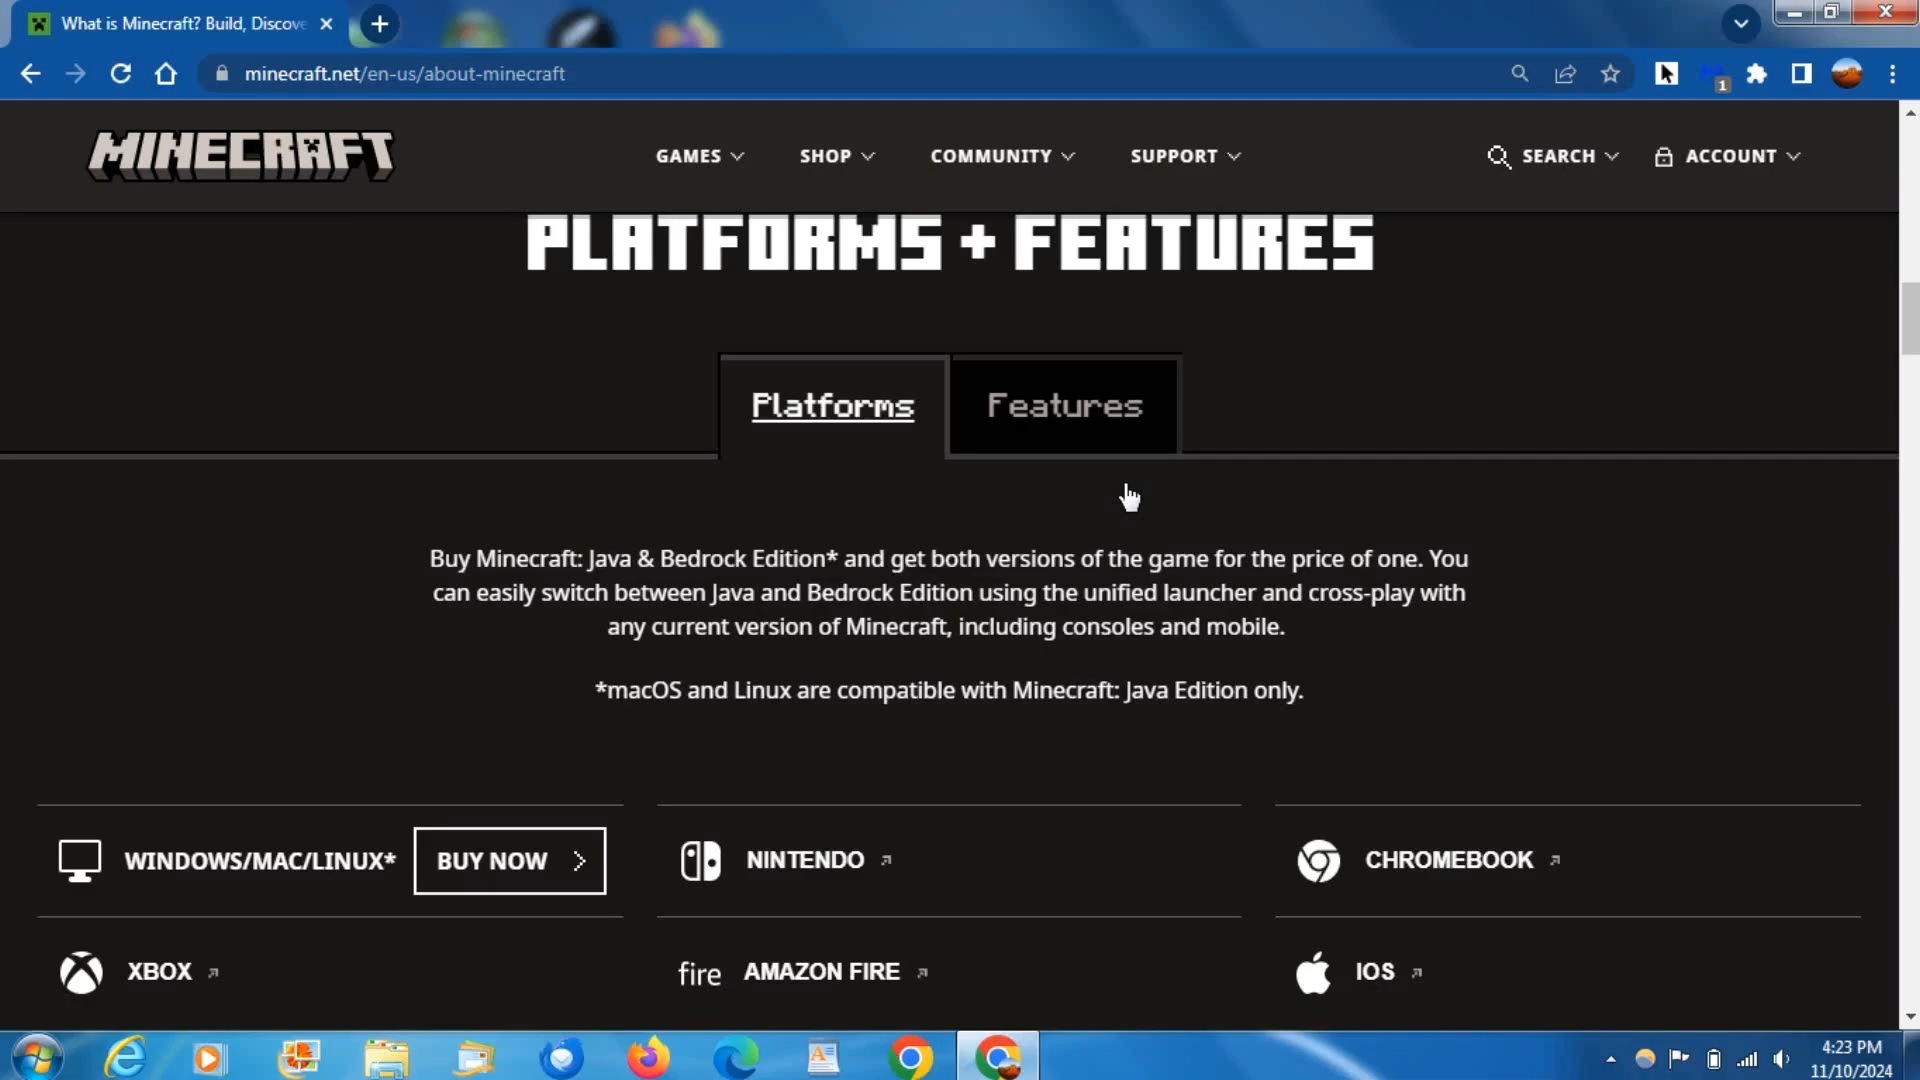 What is Minecraft? Build, Discove
minecraft.net/en-us/about-minecraft
1
MINECRAFT
GAMES
SHOP
COMMUNITY
SUPPORT
SEARCH
ACCOUNT
PLATFORMS + FEATURES
Platforms
Features
Buy Minecraft: Java & Bedrock Edition* and get both versions of the game for the price of one. You
can easily switch between Java and Bedrock Edition using the unified launcher and cross-play with
any current version of Minecraft, including consoles and mobile.
*macOS and Linux are compatible with Minecraft: Java Edition only.
WINDOWS/MAC/LINUX*
BUY NOW
NINTENDO
CHROMEBOOK
XBOX
fire
AMAZON FIRE
IOS
4:23 PM
11/10/2024